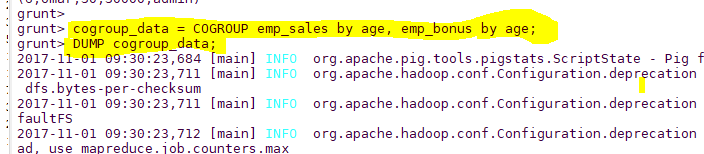 (6,Omar,30,30000,admin)
grunt>
grunt> cogroup_data = COGROUP emp_sales by age, emp_bonus by age;
grunt> DUMP cogroup_data;
2017-11-01 09:30:23,684 [main] INFO org.apache.pig.tools.pigstats.ScriptState - Pig f
2017-11-01 09:30:23,711 [main] INFO org.apache.hadoop.conf.Configuration.deprecation
dfs.bytes-per-checksum
2017-11-01 09:30:23,711 [main] INFO org.apache.hadoop.conf.Configuration.deprecation
faultFS
2017-11-01 09:30:23,712 [main] INFO org.apache.hadoop.conf.Configuration.deprecation
ad, use mapreduce.job.counters.max